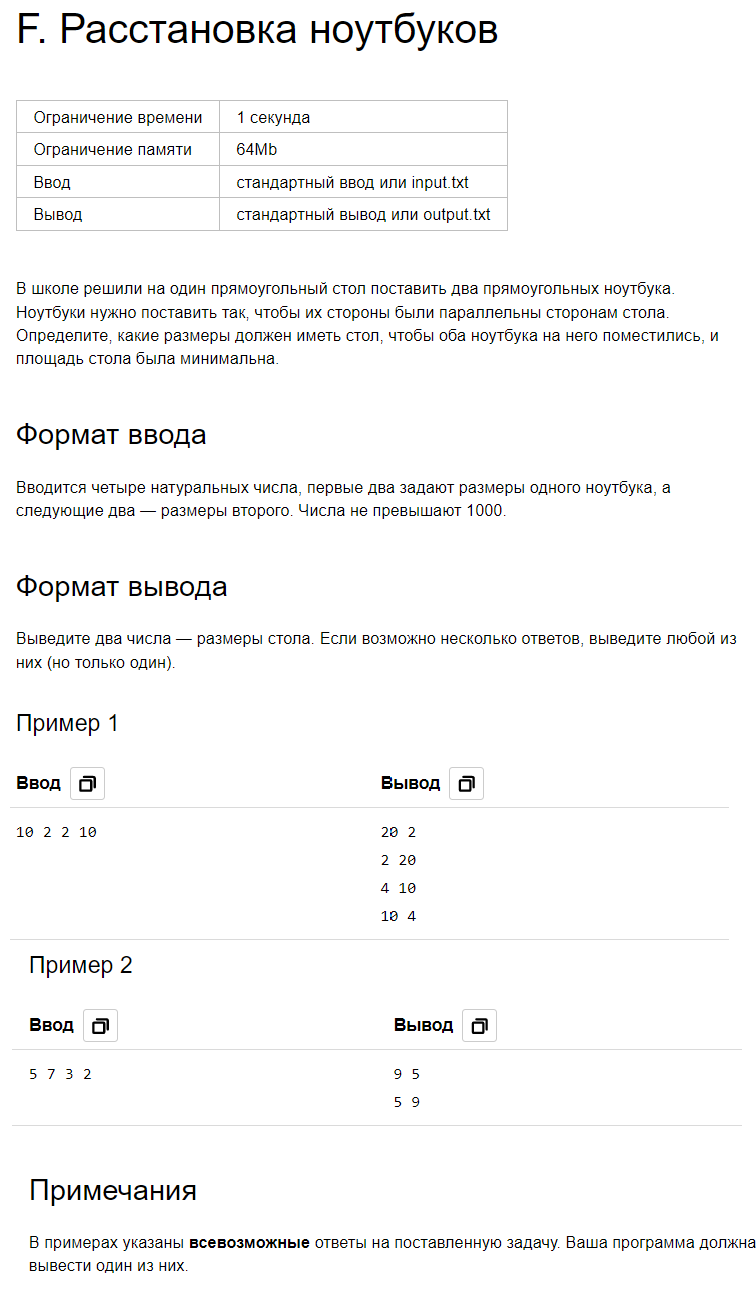 F. Расстановка ноутбуков
Ограничение времени 1 секунда
Ограничение памяти 64Mb
Ввод стандартный ввод или input.txt
Вывод стандартный вывод или output.txt
В школе решили на один прямоугольный стол поставить два прямоугольных ноутбука.
Ноутбуки нужно поставить так, чтобы их стороны были параллельны сторонам стола.
Определите, какие размеры должен иметь стол, чтобы оба ноутбука на него поместились, и
площадь стола была минимальна.
Формат ввода
Вводится четыре натуральных числа, первые два задают размеры одного ноутбука, а
следующие два — размеры второго. Числа не превышают 1000.
Формат вывода
Выведите два числа — размеры стола. Если возможно несколько ответов, выведите любой из
них (но только один).
Пример 1
Ввод Вывод
10 2 2 10 20 2
2 20
4 10
10 4
Пример 2
Ввод Вывод
5 7 3 2 9 5
5 9
Примечания
В примерах указаны всевозможные ответы на поставленную задачу. Ваша программа должна
вывести один из них.